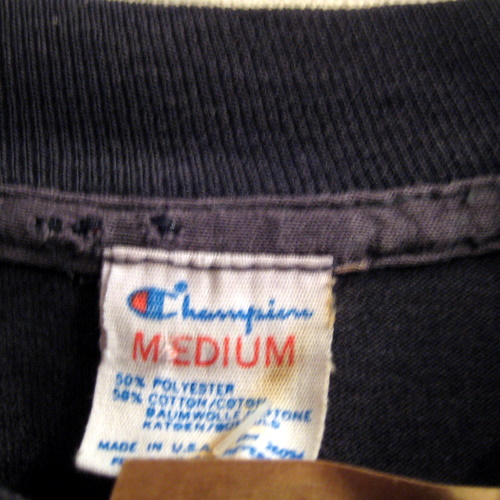 Champion
MEDIUM
50% POLYESTER
50% COTTON/COTON
BAUMWOLLE/
MADE IN U.S.A.